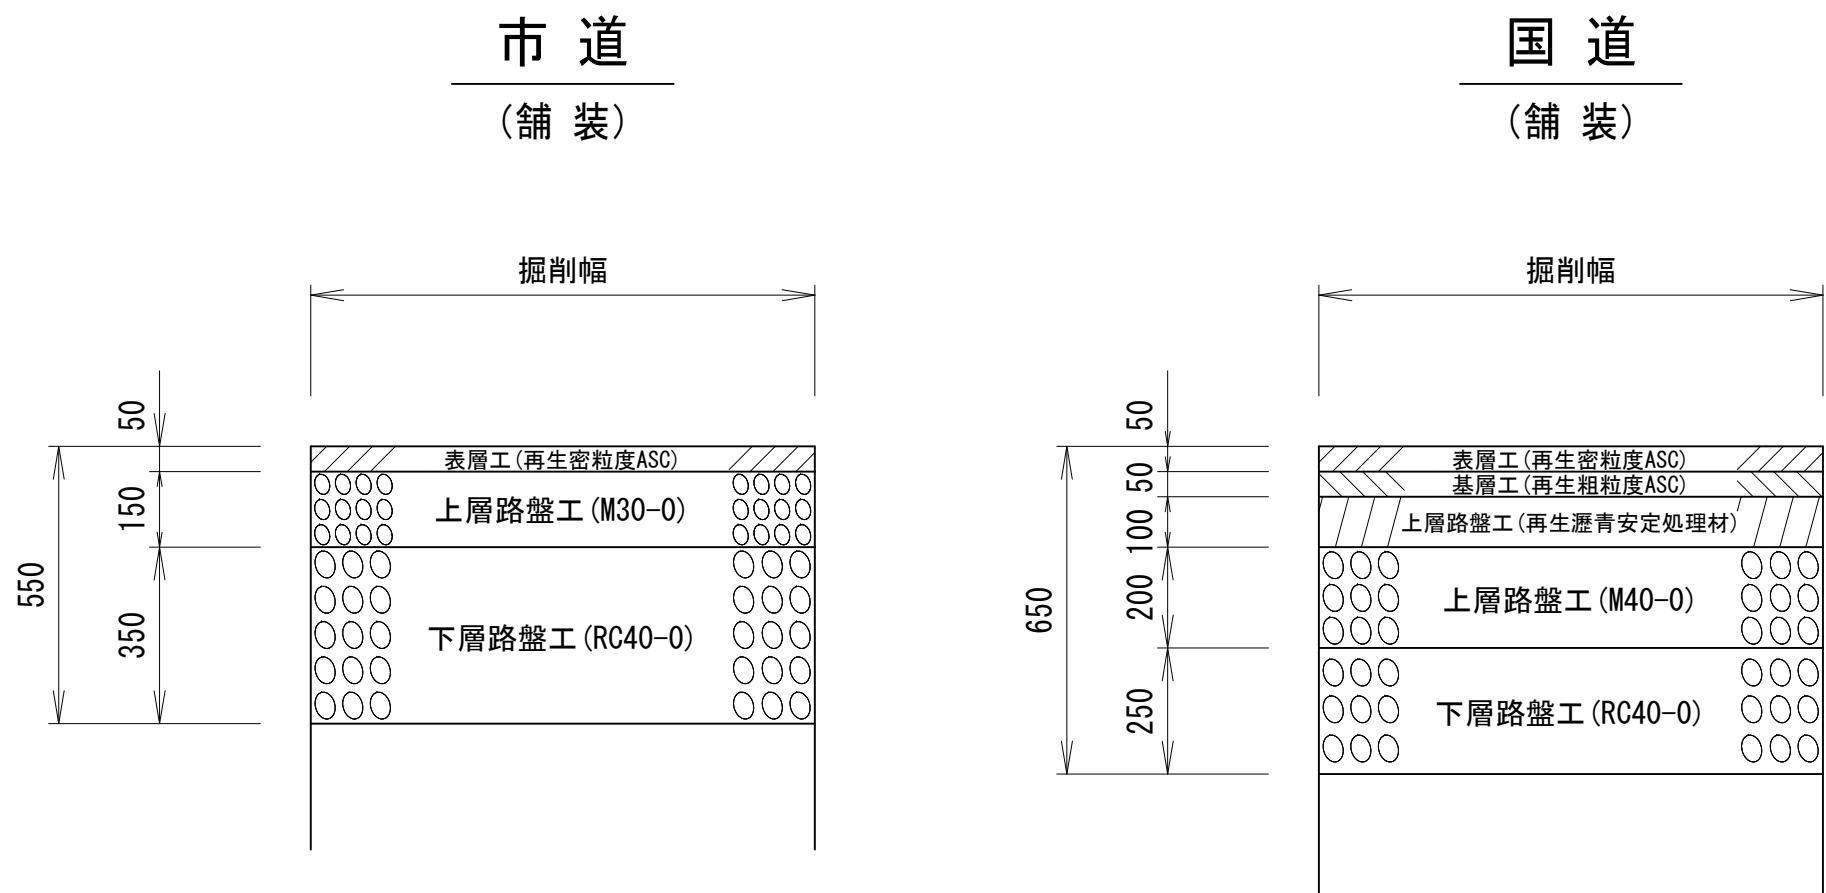 市 道
(舗 装)
掘削幅
50
150
350
550
表層工(再生密粒度ASC)
上層路盤工(M30-0)
下層路盤工(RC40-0)
国 道
(舗 装)
掘削幅
50
50
100
200
250
650
表層工(再生密粒度ASC)
基層工(再生粗粒度ASC)
上層路盤工(再生瀝青安定処理材)
上層路盤工(M40-0)
下層路盤工(RC40-0)